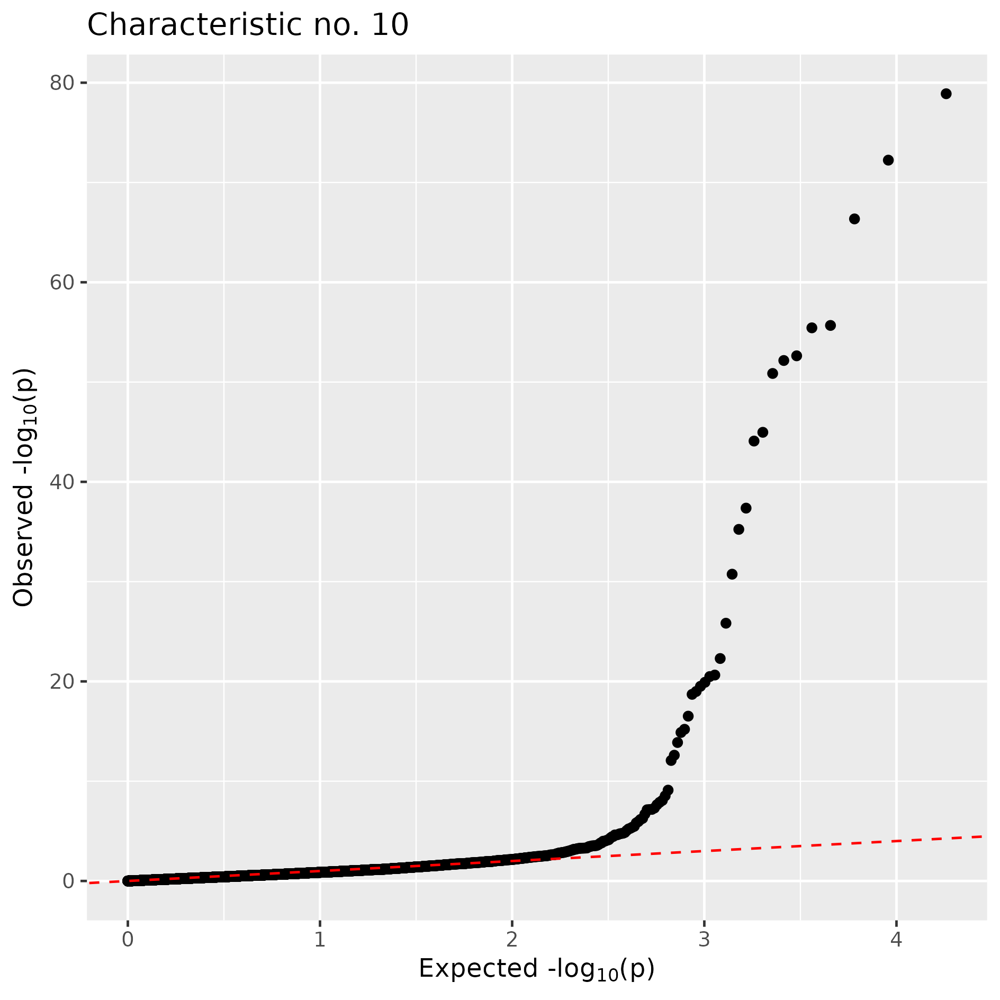 Characteristic no. 10
80
60
40
20
0
Observed -log₁₀(p)
0 1 2 3 4
Expected -log₁₀(p)